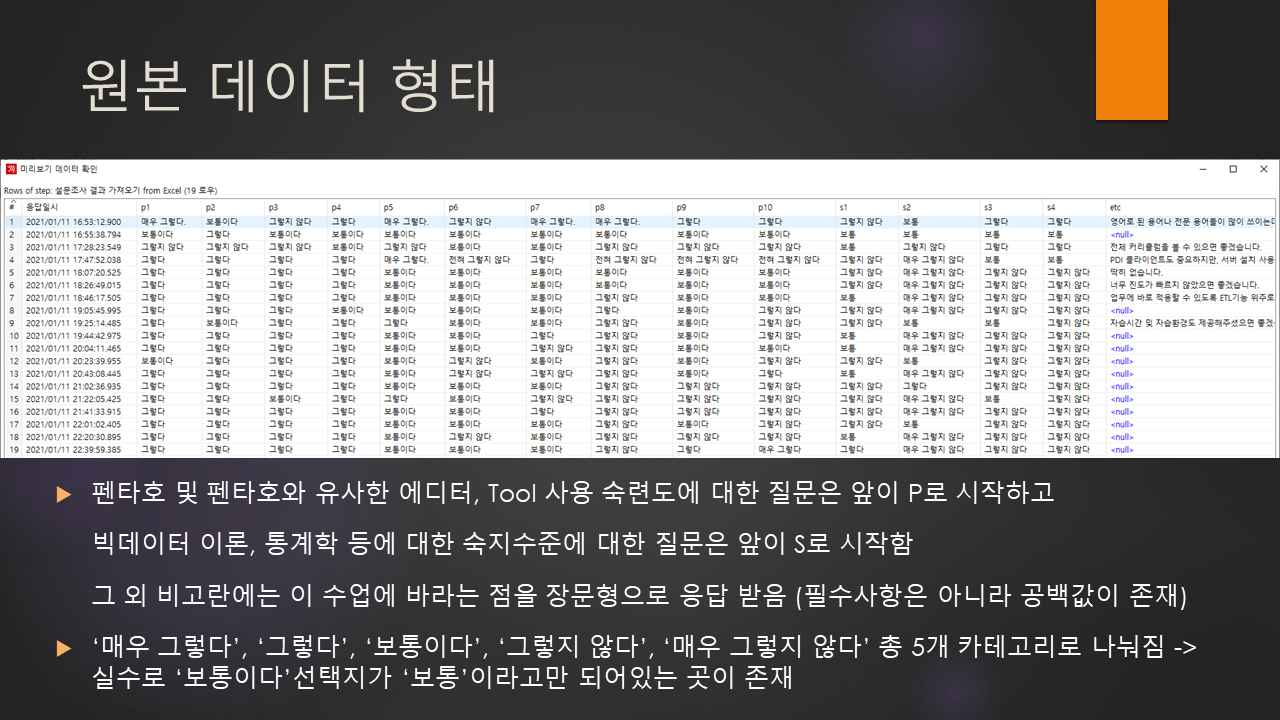 원본 데이터 형태
미리보기 데이터 확인
Rows of step: 설문조사 결과 가져오기 from Excel (19 로우)
# 응답일시 p1 p2 p3 p4 p5 p6 p7 p8 p9 p10 s1 s2 s3 s4 etc
1 2021/01/11 16:53:12.900 매우 그렇다. 보통이다 그렇지 않다 그렇다 매우 그렇다. 그렇지 않다 매우 그렇다. 매우 그렇다. 그렇다 그렇다 그렇지 않다 보통 그렇다 그렇다 영어로 된 용어나 전문 용어들이 많이 쓰이는
2 2021/01/11 16:55:38.794 보통이다 그렇다 보통이다 보통이다 보통이다 보통이다 보통이다 보통이다 보통이다 보통이다 보통 보통 보통 보통 <null>
3 2021/01/11 17:28:23.549 그렇지 않다 그렇지 않다 그렇지 않다 보통이다 그렇지 않다 보통이다 보통이다 보통이다 그렇지 않다 그렇지 않다 보통 그렇지 않다 그렇다 그렇다 전체 커리큘럼을 볼 수 있으면 좋겠습니다.
4 2021/01/11 17:47:52.038 그렇다 그렇다 그렇다 그렇다 매우 그렇다. 전혀 그렇지 않다 그렇다 전혀 그렇지 않다 전혀 그렇지 않다 전혀 그렇지 않다 그렇지 않다 매우 그렇지 않다 보통 보통 PDI 클라이언트도 중요하지만, 서버 설치 사용
5 2021/01/11 18:07:20.525 그렇다 그렇다 그렇다 그렇다 보통이다 보통이다 보통이다 보통이다 보통이다 보통이다 그렇지 않다 매우 그렇지 않다 그렇지 않다 그렇지 않다 딱히 없습니다.
6 2021/01/11 18:26:49.015 그렇다 그렇다 그렇다 그렇다 보통이다 보통이다 보통이다 보통이다 보통이다 보통이다 그렇지 않다 매우 그렇지 않다 그렇지 않다 그렇지 않다 너무 진도가 빠르지 않았으면 좋겠습니다.
7 2021/01/11 18:46:17.505 그렇다 그렇다 그렇다 그렇다 보통이다 보통이다 보통이다 그렇지 않다 보통이다 보통이다 보통 매우 그렇지 않다 그렇지 않다 그렇지 않다 업무에 바로 적용할 수 있도록 ETL기능 위주로
8 2021/01/11 19:05:45.995 그렇다 그렇다 그렇다 보통이다 보통이다 보통이다 보통이다 그렇다 보통이다 그렇지 않다 그렇지 않다 매우 그렇지 않다 그렇지 않다 그렇지 않다 <null>
9 2021/01/11 19:25:14.485 그렇다 보통이다 그렇다 그렇다 그렇다 보통이다 보통이다 그렇지 않다 보통이다 그렇지 않다 그렇지 않다 보통 보통 그렇지 않다 자습시간 및 자습환경도 제공해주셨으면 좋겠
10 2021/01/11 19:44:42.975 그렇다 그렇다 그렇다 그렇다 보통이다 보통이다 그렇다 그렇지 않다 보통이다 그렇지 않다 보통 매우 그렇지 않다 그렇지 않다 그렇지 않다 <null>
11 2021/01/11 20:04:11.465 그렇다 그렇다 그렇다 그렇다 보통이다 보통이다 그렇지 않다 그렇지 않다 보통이다 그렇지 않다 보통 매우 그렇지 않다 그렇지 않다 그렇지 않다 <null>
12 2021/01/11 20:23:39.955 보통이다 그렇다 그렇다 그렇다 보통이다 그렇지 않다 보통이다 그렇지 않다 보통이다 그렇지 않다 그렇지 않다 보통 그렇지 않다 그렇지 않다 <null>
13 2021/01/11 20:43:08.445 그렇다 그렇다 그렇다 그렇다 보통이다 그렇지 않다 그렇지 않다 그렇지 않다 보통이다 그렇다 보통 매우 그렇지 않다 그렇지 않다 그렇지 않다 <null>
14 2021/01/11 21:02:36.935 그렇다 그렇다 그렇다 그렇다 보통이다 보통이다 보통이다 그렇지 않다 그렇지 않다 그렇지 않다 그렇지 않다 그렇다 그렇지 않다 그렇지 않다 <null>
15 2021/01/11 21:22:05.425 그렇다 그렇다 보통이다 그렇다 그렇다 보통이다 그렇지 않다 그렇지 않다 그렇지 않다 그렇지 않다 그렇지 않다 매우 그렇지 않다 보통 그렇지 않다 <null>
16 2021/01/11 21:41:33.915 그렇다 그렇다 그렇다 그렇다 보통이다 보통이다 그렇다 그렇지 않다 그렇지 않다 그렇지 않다 그렇지 않다 매우 그렇지 않다 그렇지 않다 그렇지 않다 <null>
17 2021/01/11 22:01:02.405 그렇다 그렇다 그렇다 그렇다 보통이다 보통이다 보통이다 그렇지 않다 보통이다 그렇지 않다 그렇지 않다 보통 그렇지 않다 그렇지 않다 <null>
18 2021/01/11 22:20:30.895 그렇다 그렇다 그렇다 그렇다 보통이다 그렇지 않다 보통이다 그렇지 않다 그렇지 않다 그렇지 않다 보통 매우 그렇지 않다 그렇지 않다 그렇지 않다 <null>
19 2021/01/11 22:39:59.385 그렇다 그렇다 그렇다 그렇다 보통이다 보통이다 보통이다 그렇지 않다 그렇다 매우 그렇다 그렇다 매우 그렇지 않다 그렇지 않다 그렇지 않다 <null>
▶ 펜타호 및 펜타호와 유사한 에디터, Tool 사용 숙련도에 대한 질문은 앞이 P로 시작하고
빅데이터 이론, 통계학 등에 대한 숙지수준에 대한 질문은 앞이 S로 시작함
그 외 비고란에는 이 수업에 바라는 점을 장문형으로 응답 받음 (필수사항은 아니라 공백값이 존재)
▶ ‘매우 그렇다’, ‘그렇다’, ‘보통이다’, ‘그렇지 않다’, ‘매우 그렇지 않다’ 총 5개 카테고리로 나눠짐 ->
실수로 ‘보통이다’선택지가 ‘보통’이라고만 되어있는 곳이 존재